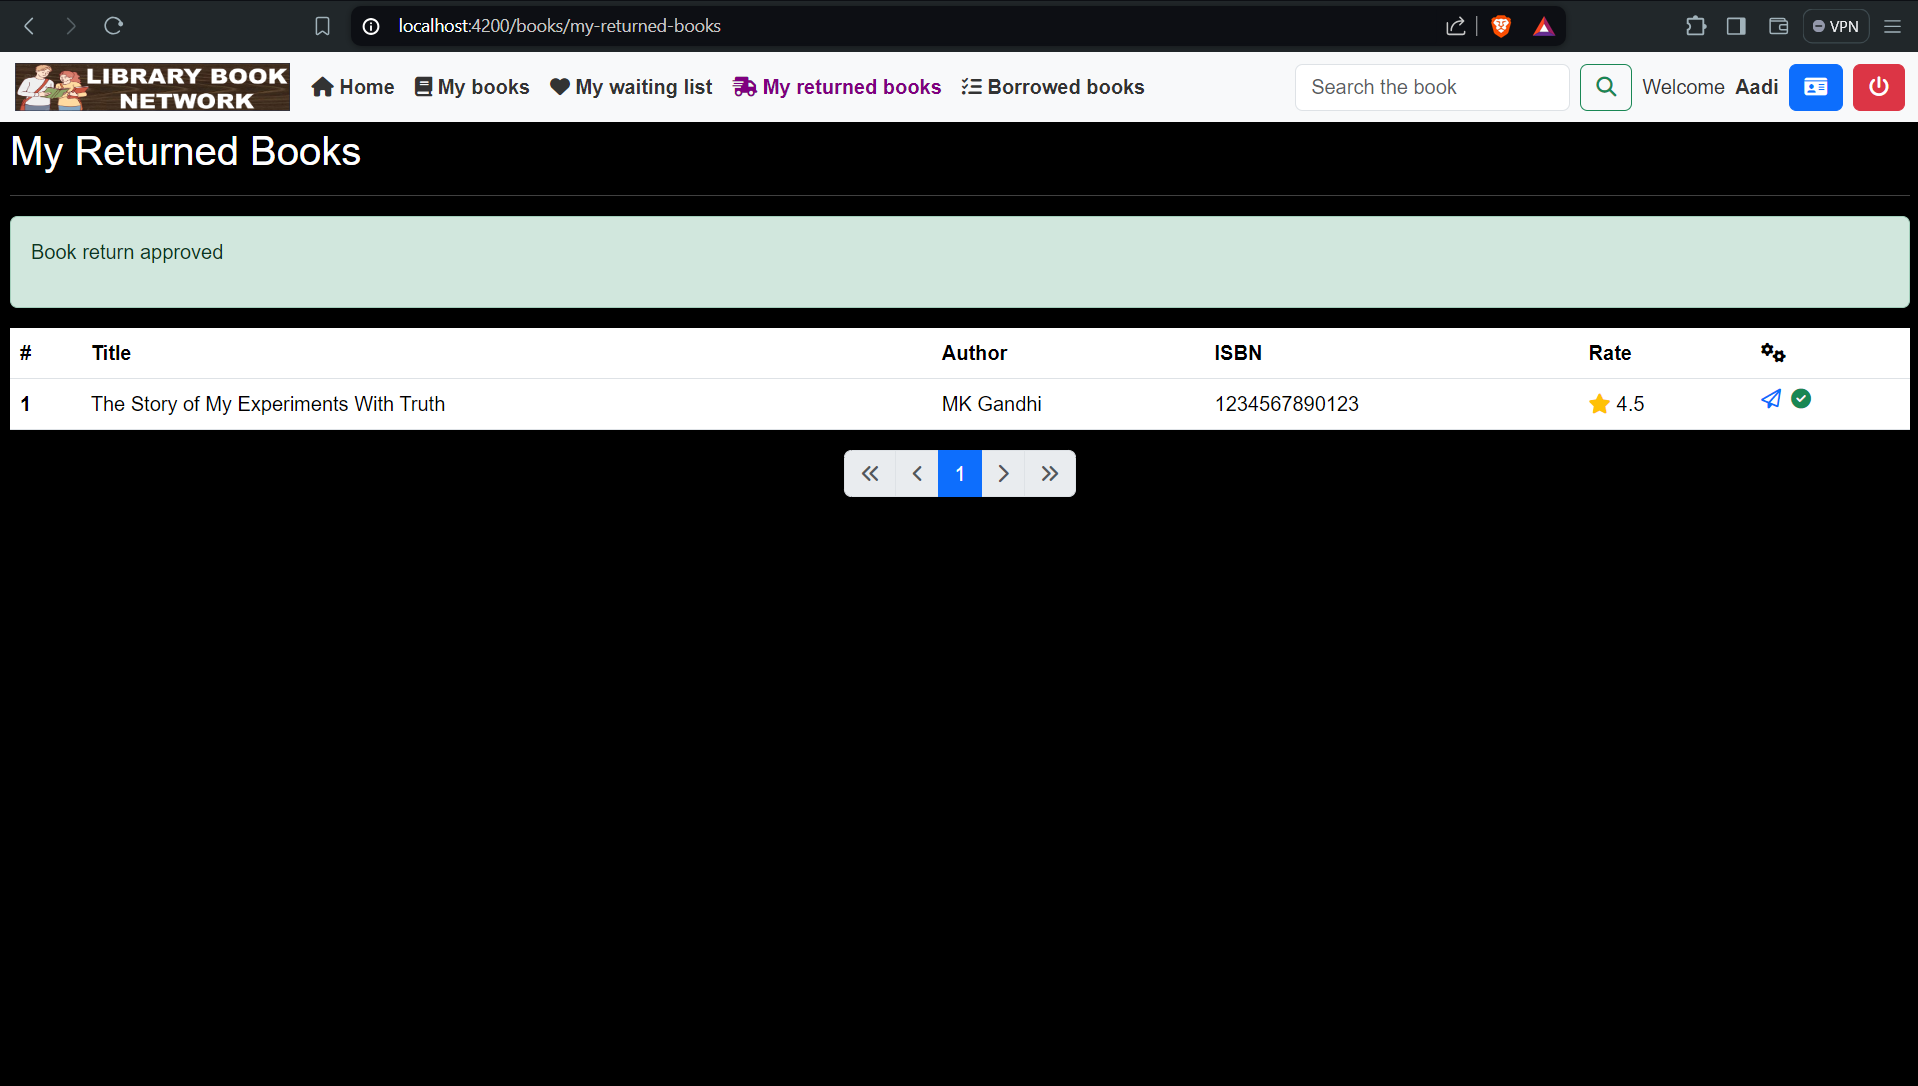 localhost:4200/books/my-returned-books
VPN
LIBRARY BOOK
NETWORK
Home My books My waiting list My returned books Borrowed books Search the book Welcome Aadi
My Returned Books
Book return approved
# Title Author ISBN Rate
1 The Story of My Experiments With Truth MK Gandhi 1234567890123 4.5
« ‹ 1 › »